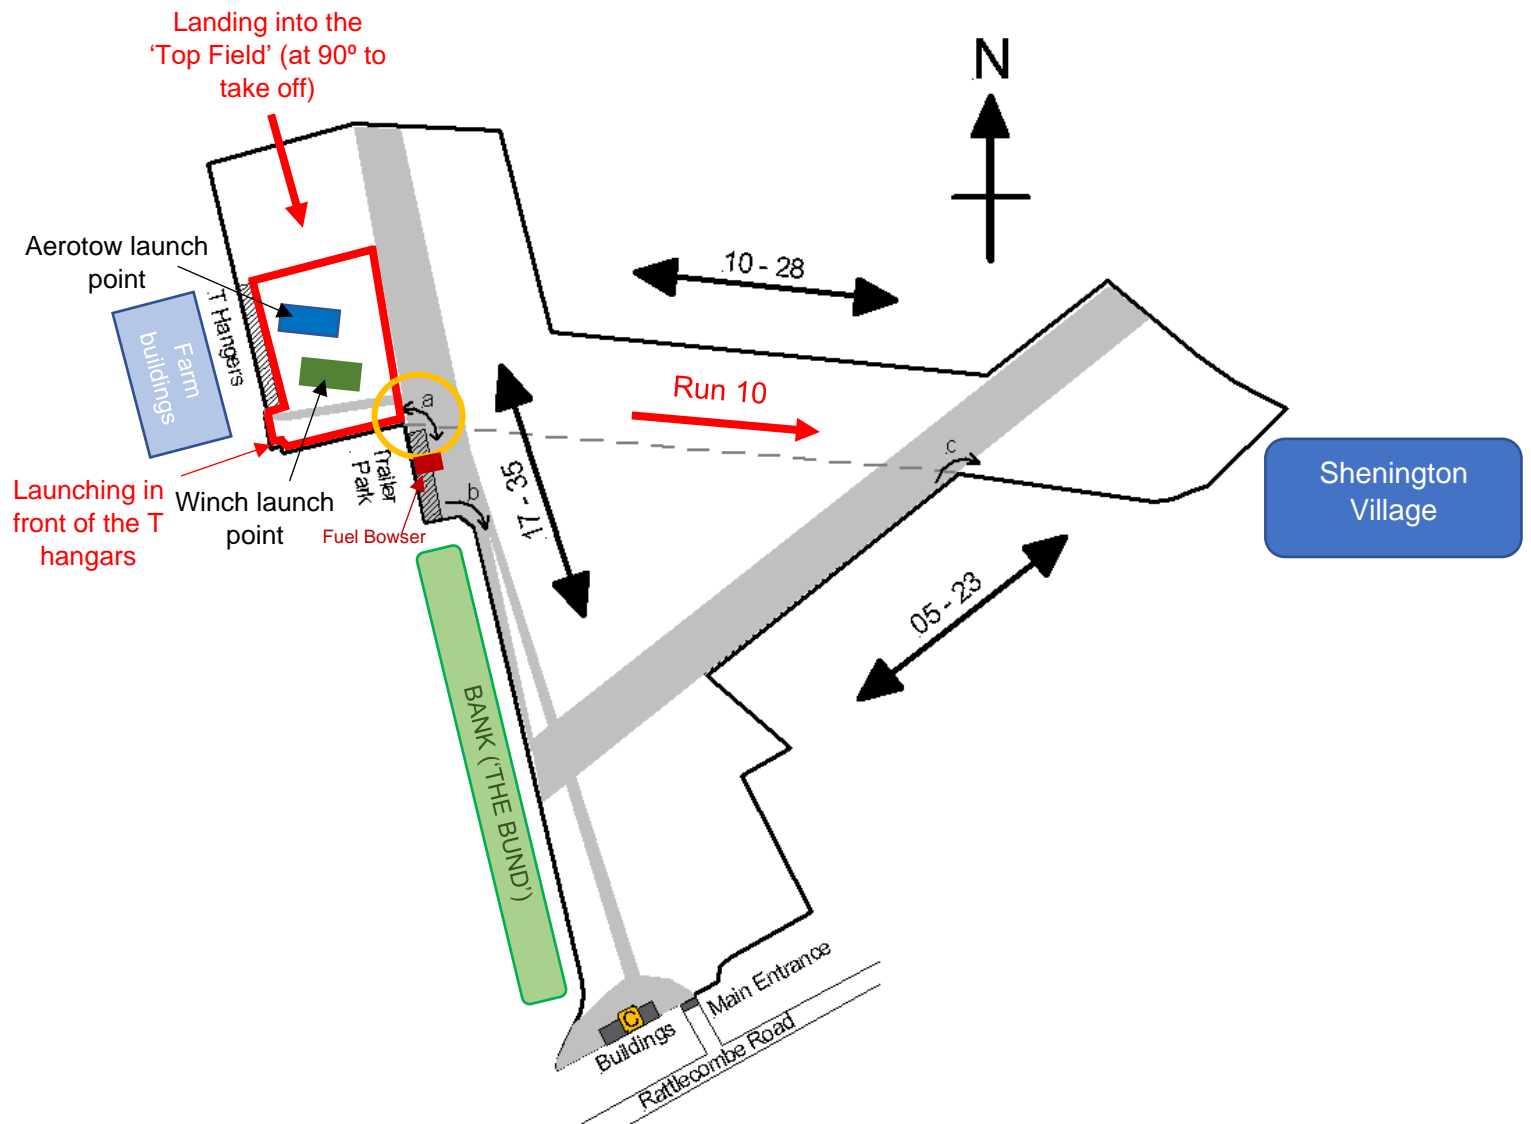 Landing into the
‘Top Field’ (at 90º to
take off)
N
Aerotow launch
point
10 - 28
T Hangers
Farm
buildings
Run 10
a
c
Trailer
Park
17 - 35
b
Shenington
Village
Launching in
front of the T
hangars
Winch launch
point
Fuel Bowser
05 - 23
BANK (‘THE BUND’)
C
Buildings
Main Entrance
Rattlecombe Road